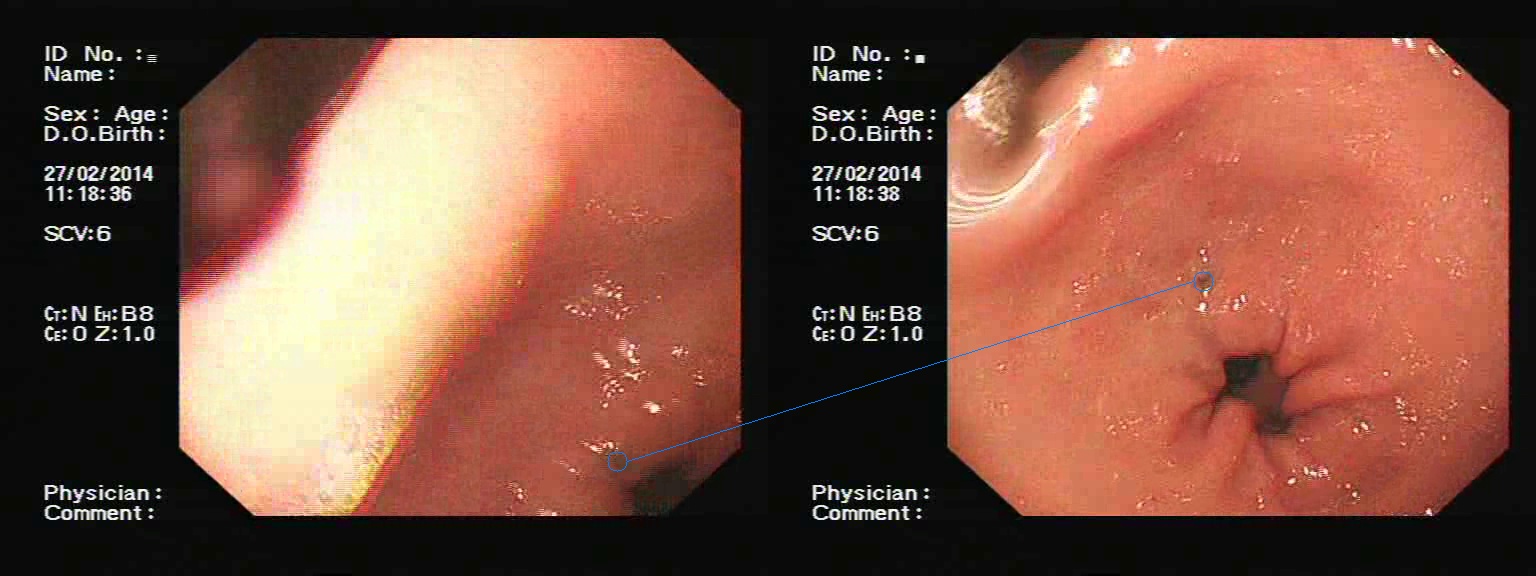 ID No. :
Name:
Sex: Age:
D.O.Birth:
27/02/2014
11:18:36
SCV:6
CT:N EH:B8
CE:0 Z:1.0
Physician:
Comment:
ID No. :
Name:
Sex: Age:
D.O.Birth:
27/02/2014
11:18:38
SCV:6
CT:N EH:B8
CE:0 Z:1.0
Physician:
Comment: